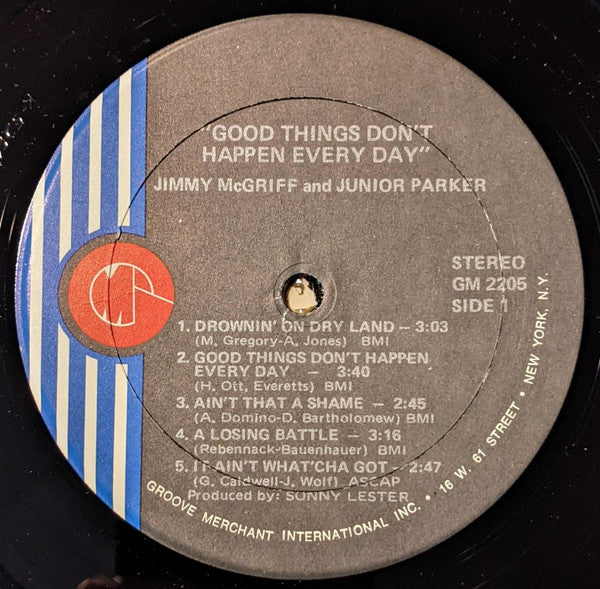 "GOOD THINGS DON'T
HAPPEN EVERY DAY"
JIMMY McGRIFF and JUNIOR PARKER
STEREO
GM 2205
SIDE 1
1. DROWNIN' ON DRY LAND – 3:03
(M. Gregory-A. Jones) BMI
2. GOOD THINGS DON'T HAPPEN
EVERY DAY – 3:40
(H. Ott, Everetts) BMI
3. AIN'T THAT A SHAME – 2:45
(A. Domino-D. Bartholomew) BMI
4. A LOSING BATTLE – 3:16
(Rebennack-Bauenhauer) BMI
5. IT AIN'T WHAT'CHA GOT – 2:47
(G. Caldwell-J. Wolf) ASCAP
Produced by: SONNY LESTER
GROOVE MERCHANT INTERNATIONAL INC. • 16 W. 61 STREET • NEW YORK, N.Y.